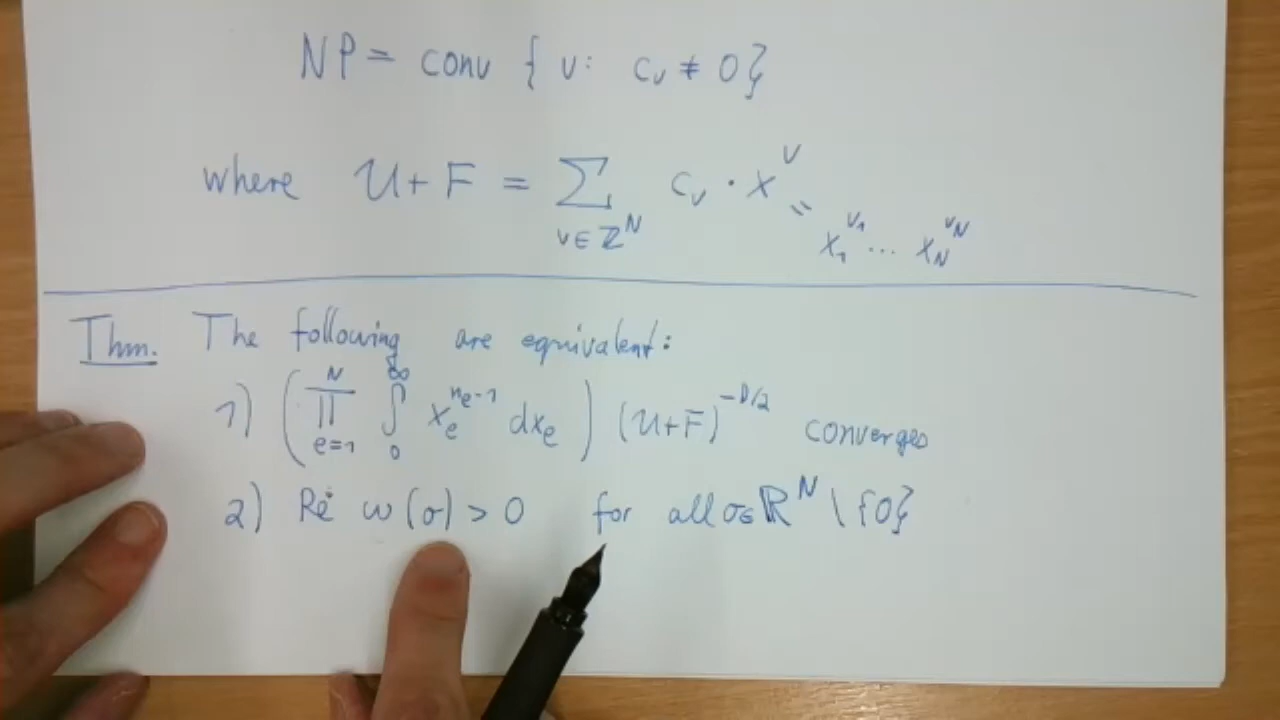 NP = conv { v : c_v ≠ 0 }
where U + F = ∑_{v ∈ ℤ^N} c_v · x^v = x_1^{v_1} ... x_N^{v_N}
Thm. The following are equivalent:
1) ( ∏_{e=1}^{N} ∫_0^∞ x_e^{n_e-1} dx_e ) (U+F)^{-D/2} converges
2) Re ω(σ) > 0 for all σ ∈ ℝ^N \ {0}